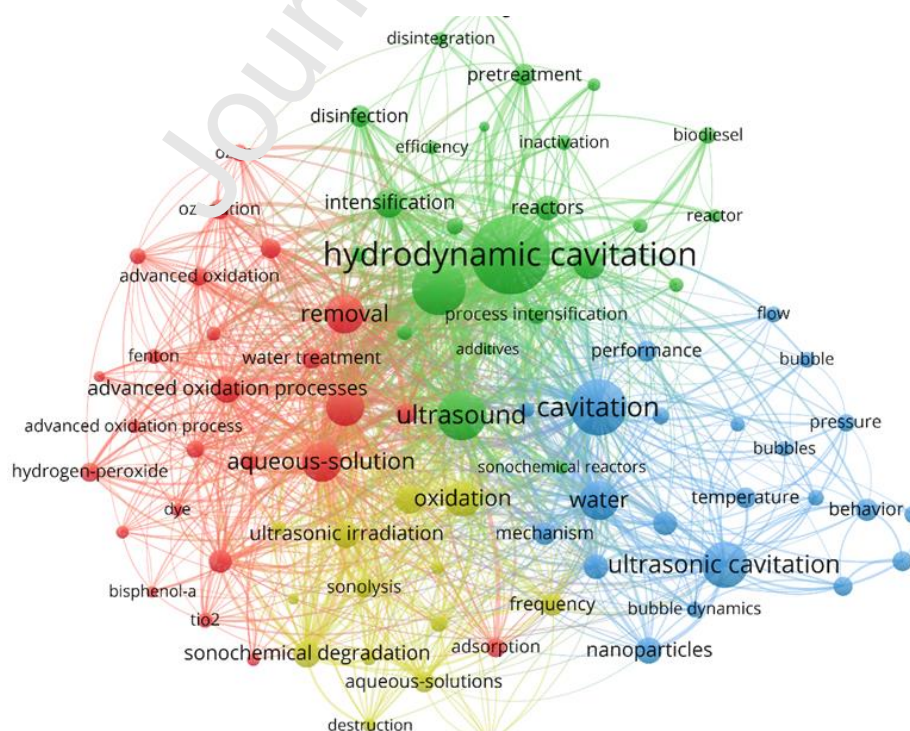 Journ
disintegration
pretreatment
disinfection
biodiesel
efficiency
inactivation
intensification
reactors
reactor
hydrodynamic cavitation
advanced oxidation
removal
process intensification
flow
fenton
water treatment
additives
performance
bubble
advanced oxidation processes
ultrasound
cavitation
advanced oxidation process
pressure
bubbles
hydrogen-peroxide
aqueous-solution
sonochemical reactors
oxidation
water
temperature
dye
behavior
ultrasonic irradiation
mechanism
ultrasonic cavitation
bisphenol-a
sonolysis
frequency
bubble dynamics
tio2
sonochemical degradation
adsorption
nanoparticles
aqueous-solutions
destruction